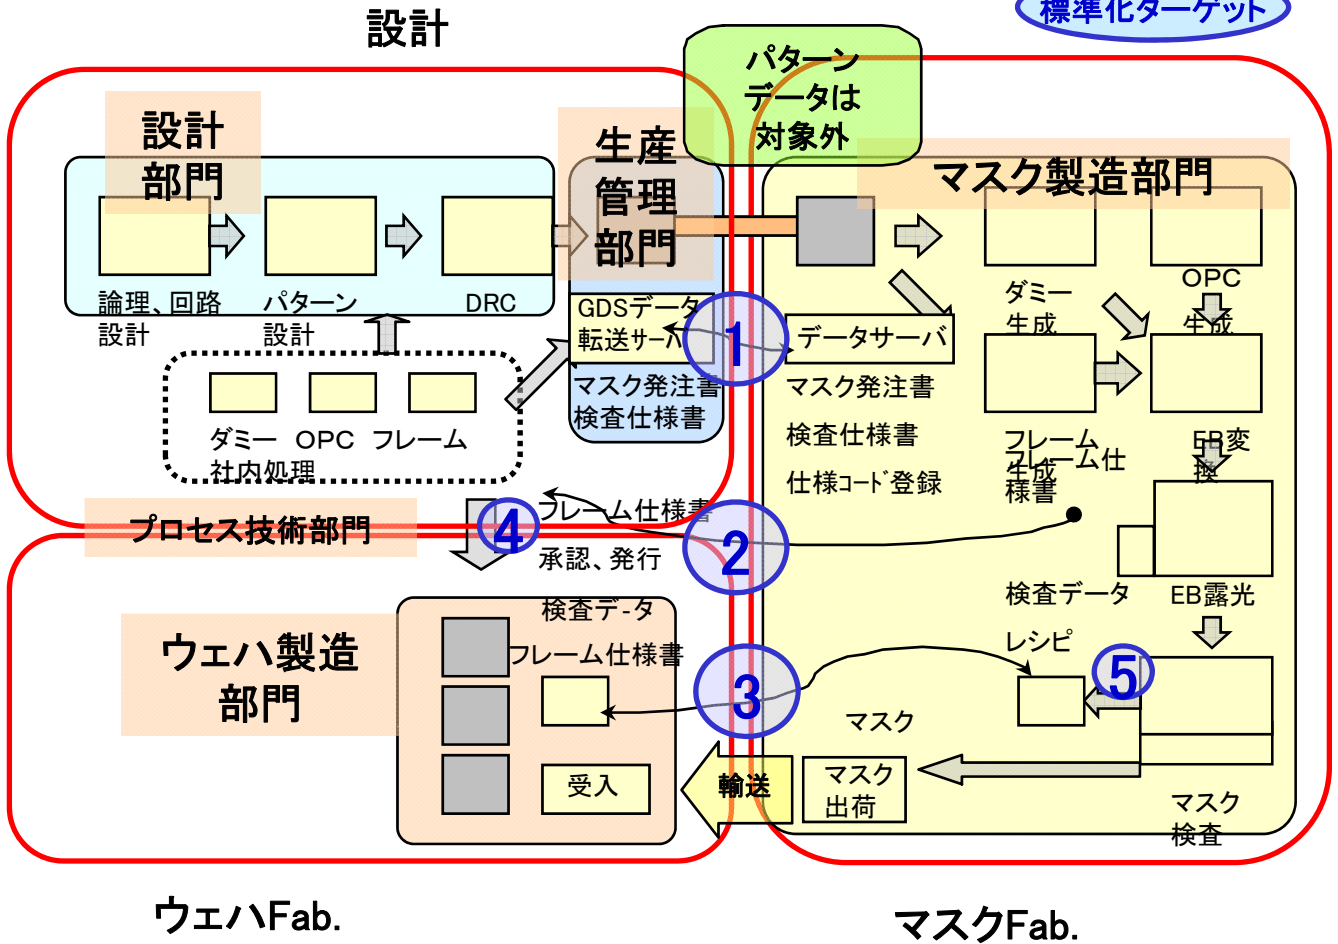 標準化ターゲット
設計
パターン
データは
対象外
設計
部門
生産
管理
部門
マスク製造部門
論理、回路
設計
パターン
設計
DRC
GDSデータ
転送サーバ
マスク発注書
検査仕様書
1
データサーバ
マスク発注書
検査仕様書
仕様コード登録
ダミー
生成
OPC
生成
フレーム
生成
フレーム仕
様書
EB変
換
ダミー OPC フレーム
社内処理
プロセス技術部門
4
フレーム仕様書
承認、発行
2
検査データ
レシピ
EB露光
5
ウェハ製造
部門
検査デ-タ
フレーム仕様書
3
マスク
受入
輸送
マスク
出荷
マスク
検査
ウェハFab.
マスクFab.